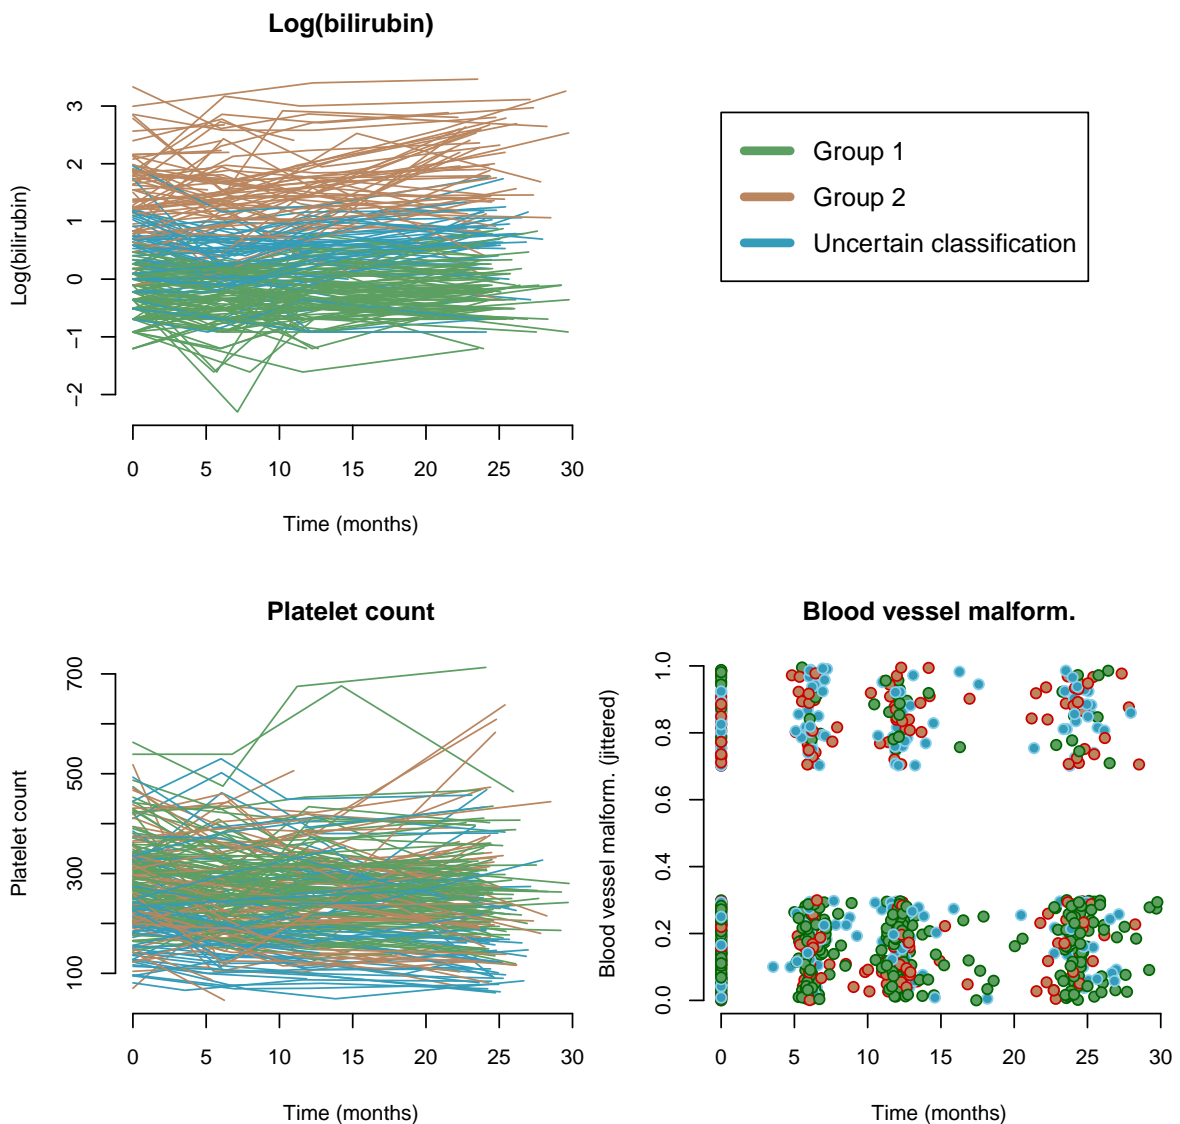 Log(bilirubin)
Log(bilirubin)
3
2
1
0
−1
−2
0 5 10 15 20 25 30
Time (months)
Group 1
Group 2
Uncertain classification
Platelet count
Platelet count
700
500
300
100
0 5 10 15 20 25 30
Time (months)
Blood vessel malform.
Blood vessel malform. (jittered)
1.0
0.8
0.6
0.4
0.2
0.0
0 5 10 15 20 25 30
Time (months)